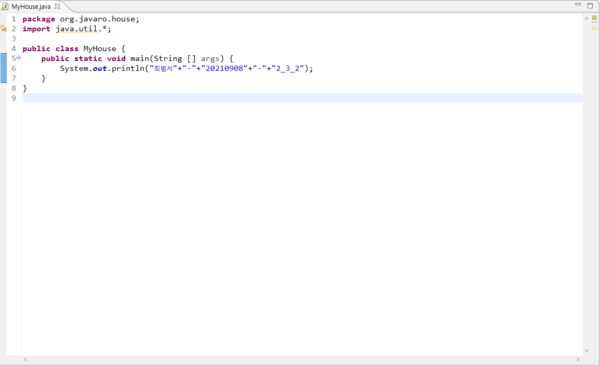 MyHouse.java
1 package org.javaro.house;
2 import java.util.*;
3
4 public class MyHouse {
5 public static void main(String [] args) {
6 System.out.println("최범서"+"-"+"20210908"+"-"+"2_3_2");
7 }
8 }
9